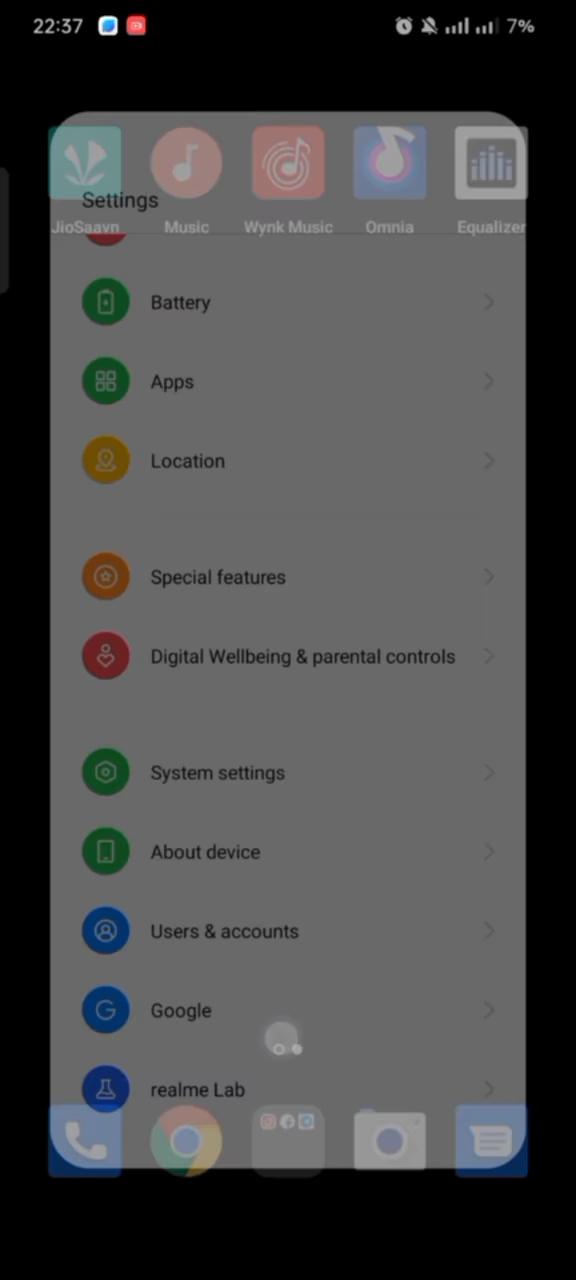 22:37 7%
Settings
JioSaavn Music Wynk Music Omnia Equalizer
Battery
Apps
Location
Special features
Digital Wellbeing & parental controls
System settings
About device
Users & accounts
Google
realme Lab